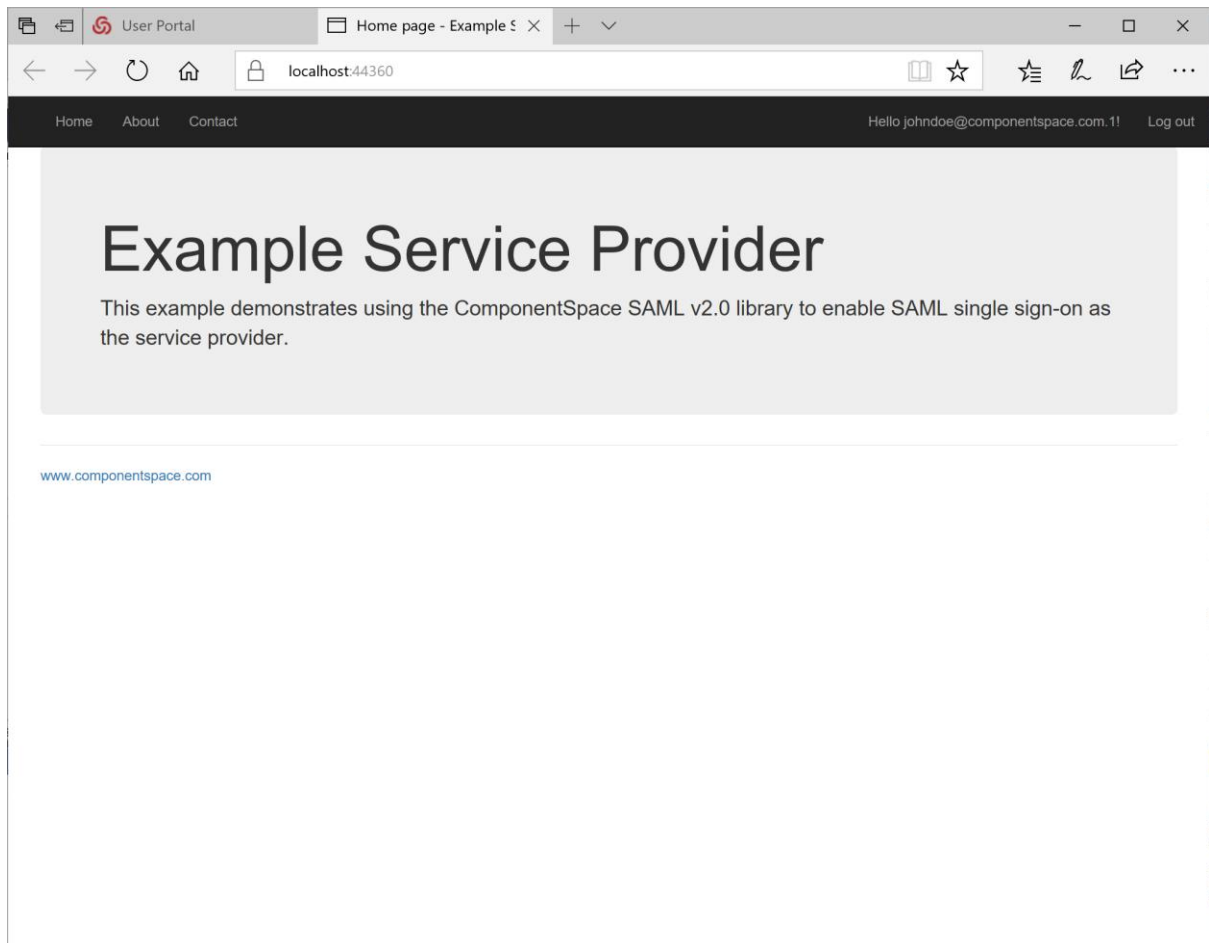 User Portal
Home page - Example S
localhost:44360
Home About Contact Hello johndoe@componentspace.com.1! Log out
Example Service Provider
This example demonstrates using the ComponentSpace SAML v2.0 library to enable SAML single sign-on as
the service provider.
www.componentspace.com